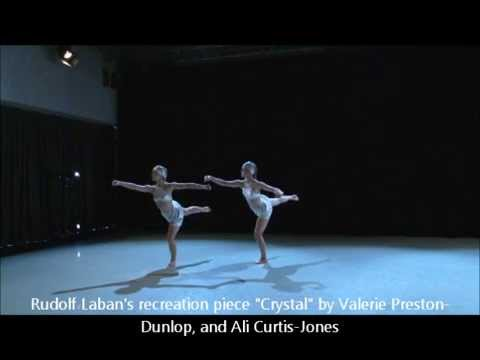 Rudolf Laban's recreation piece "Crystal" by Valerie Preston-
Dunlop, and Ali Curtis-Jones